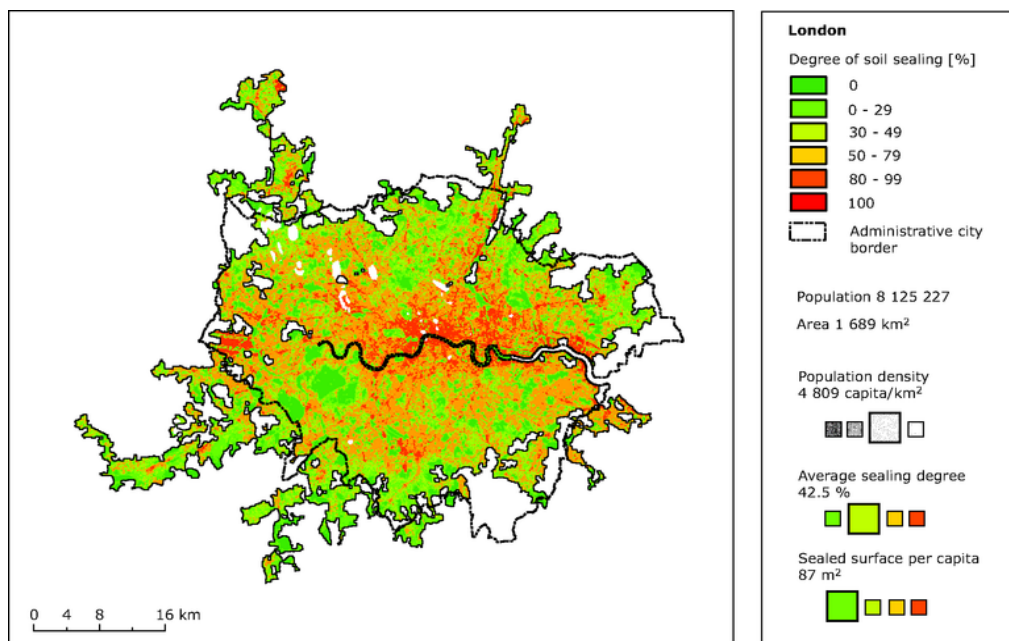 London
Degree of soil sealing [%]
0
0 - 29
30 - 49
50 - 79
80 - 99
100
Administrative city
border
Population 8 125 227
Area 1 689 km²
Population density
4 809 capita/km²
Average sealing degree
42.5 %
Sealed surface per capita
87 m²
0 4 8 16 km